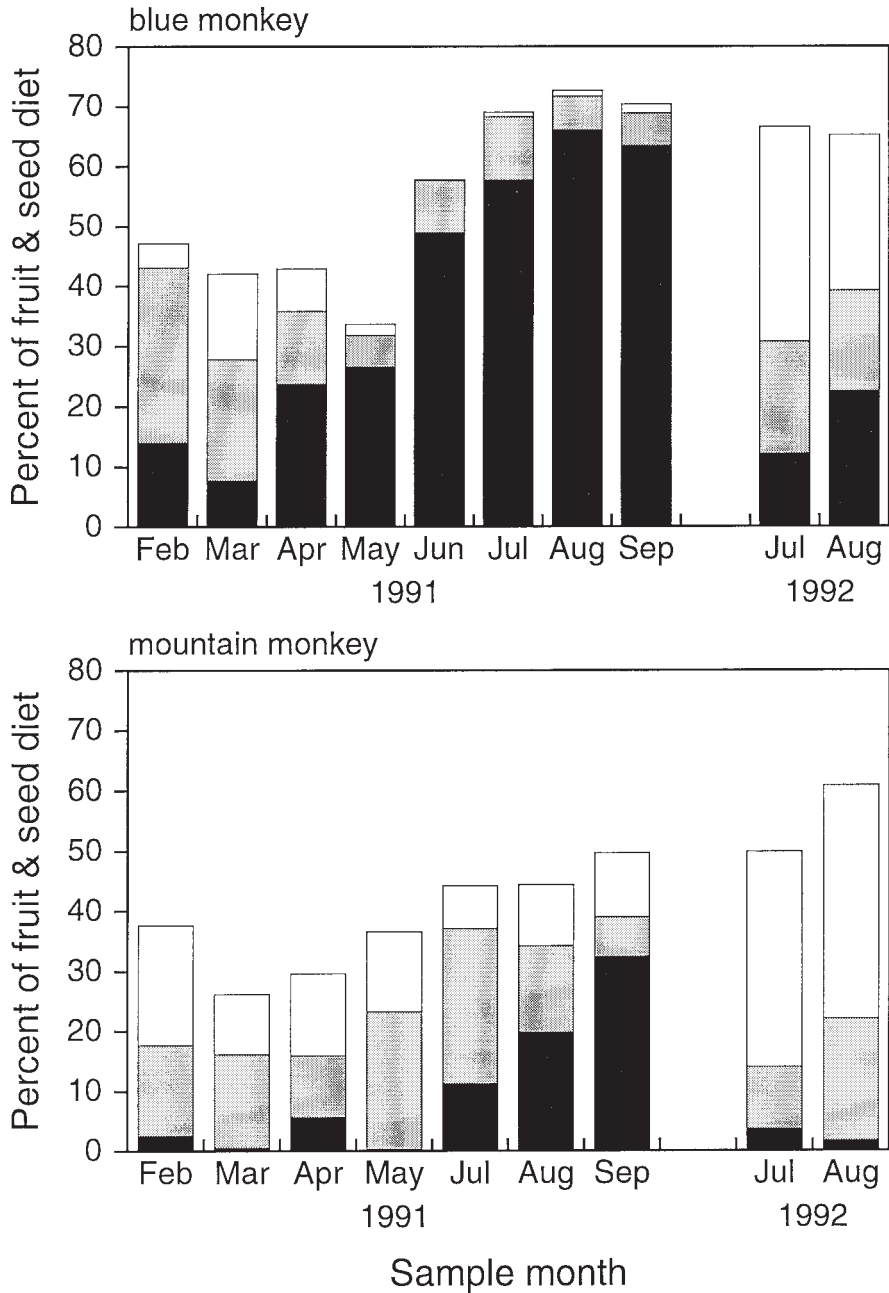 blue monkey
Percent of fruit & seed diet
80
70
60
50
40
30
20
10
0
Feb Mar Apr May Jun Jul Aug Sep Jul Aug
1991 1992
mountain monkey
Percent of fruit & seed diet
80
70
60
50
40
30
20
10
0
Feb Mar Apr May Jul Aug Sep Jul Aug
1991 1992
Sample month